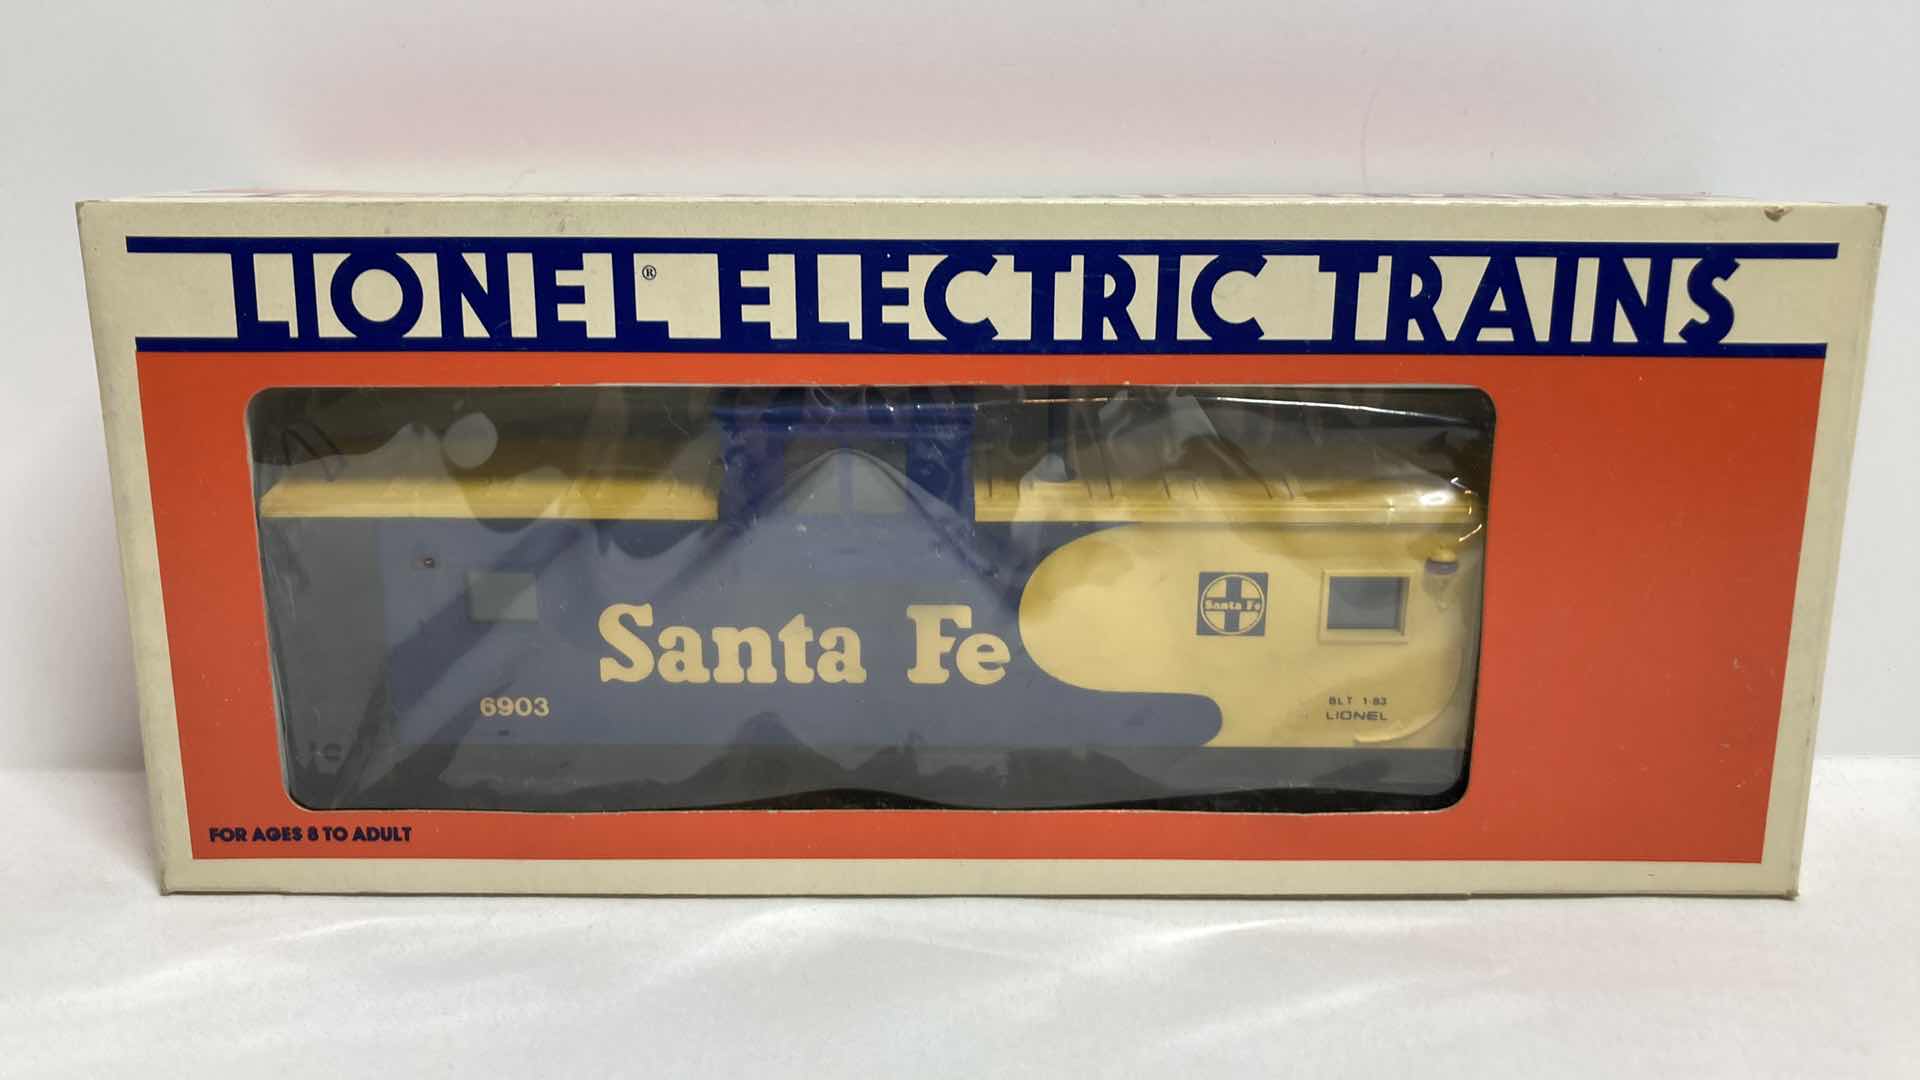 LIONEL® ELECTRIC TRAINS
Santa Fe
Santa Fe
6903
BLT 1-83
LIONEL
FOR AGES 8 TO ADULT